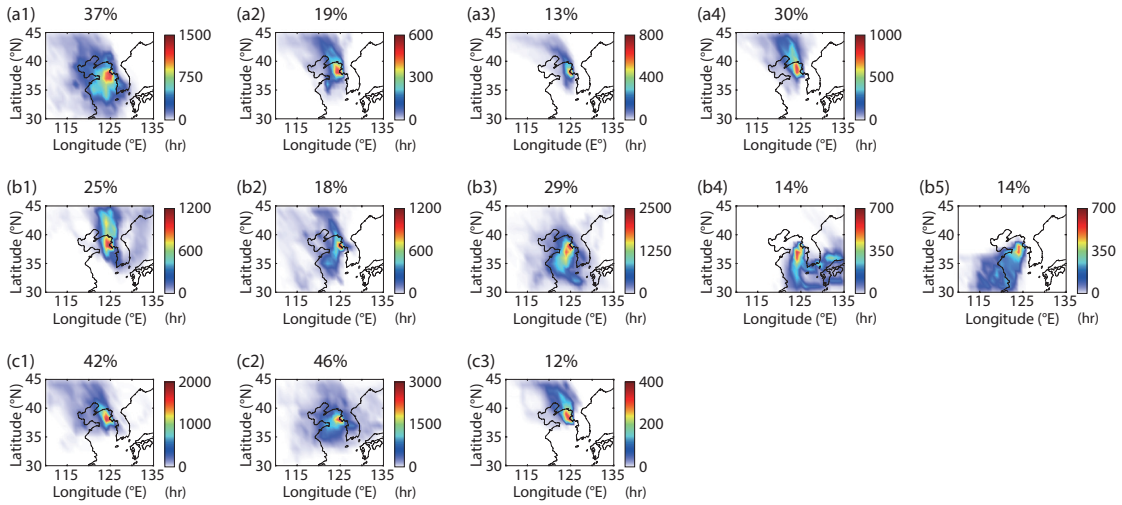 (a1) 37%
(a2) 19%
(a3) 13%
(a4) 30%
45 1500
45 600
45 800
45 1000
Latitude (°N)
40
35 750
Latitude (°N)
40
35 300
Latitude (°N)
40
35 400
Latitude (°N)
40
35 500
30 0
30 0
30 0
30 0
115 125 135
115 125 135
115 125 135
115 125 135
Longitude (°E) (hr)
Longitude (°E) (hr)
Longitude (E°) (hr)
Longitude (°E) (hr)
(b1) 25%
(b2) 18%
(b3) 29%
(b4) 14%
(b5) 14%
45 1200
45 1200
45 2500
45 700
45 700
Latitude (°N)
40
35 600
Latitude (°N)
40
35 600
Latitude (°N)
40
35 1250
Latitude (°N)
40
35 350
Latitude (°N)
40
35 350
30 0
30 0
30 0
30 0
30 0
115 125 135
115 125 135
115 125 135
115 125 135
115 125 135
Longitude (°E) (hr)
Longitude (°E) (hr)
Longitude (°E) (hr)
Longitude (°E) (hr)
Longitude (°E) (hr)
(c1) 42%
(c2) 46%
(c3) 12%
45 2000
45 3000
45 400
Latitude (°N)
40
35 1000
Latitude (°N)
40
35 1500
Latitude (°N)
40
35 200
30 0
30 0
30 0
115 125 135
115 125 135
115 125 135
Longitude (°E) (hr)
Longitude (°E) (hr)
Longitude (°E) (hr)